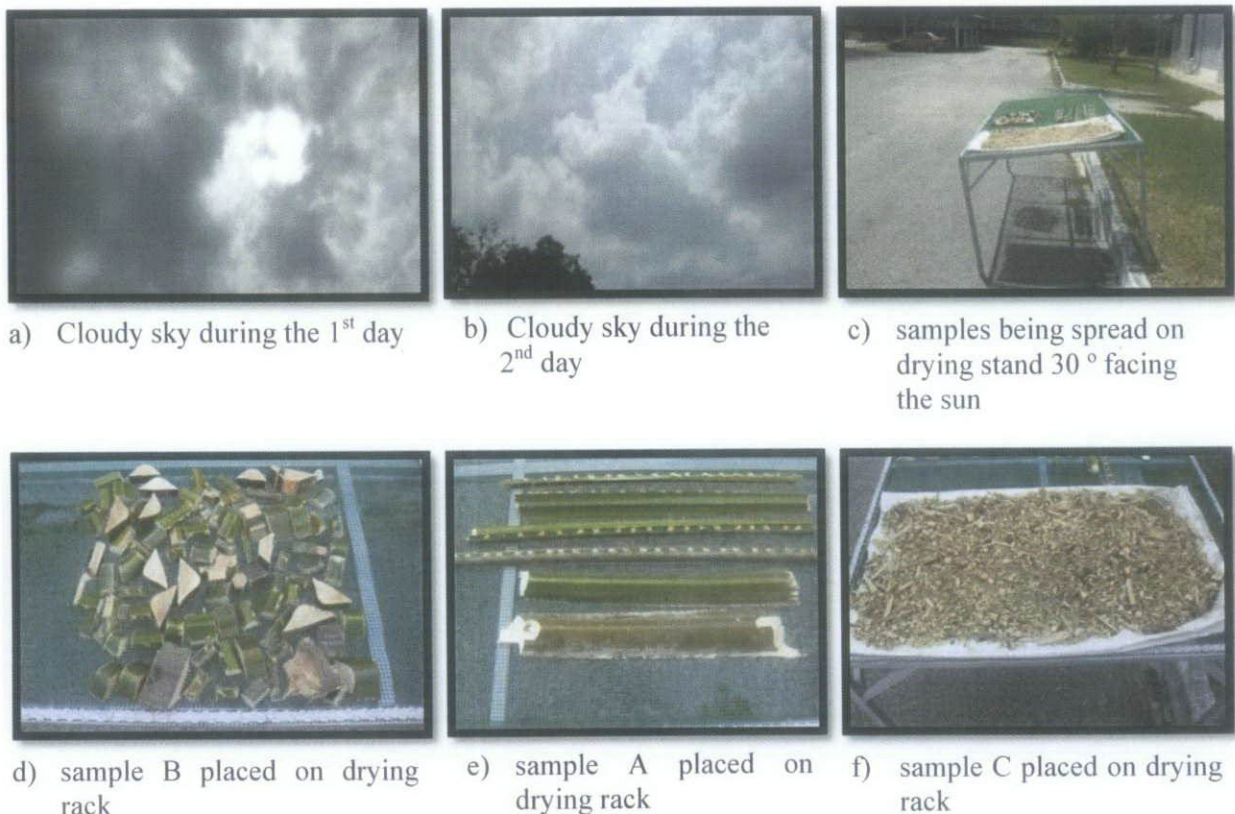 a) Cloudy sky during the 1st day
b) Cloudy sky during the
2nd day
c) samples being spread on
drying stand 30 º facing
the sun
d) sample B placed on drying
rack
e) sample A placed on
drying rack
f) sample C placed on drying
rack